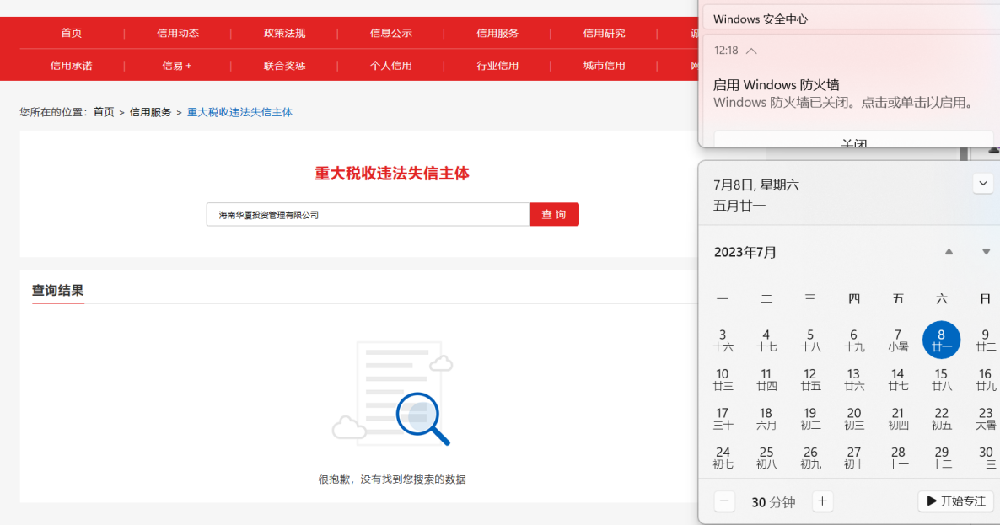 首页 | 信用动态 | 政策法规 | 信息公示 | 信用服务 | 信用研究 |
信用承诺 | 信易+ | 联合奖惩 | 个人信用 | 行业信用 | 城市信用 |
您所在的位置：首页 > 信用服务 > 重大税收违法失信主体
重大税收违法失信主体
海南华厦投资管理有限公司
查 询
查询结果
很抱歉，没有找到您搜索的数据
Windows 安全中心
12:18
启用 Windows 防火墙
Windows 防火墙已关闭。点击或单击以启用。
关闭
7月8日, 星期六
五月廿一
2023年7月
一 二 三 四 五 六 日
3 4 5 6 7 8 9
十六 十七 十八 十九 小暑 廿一 廿二
10 11 12 13 14 15 16
廿三 廿四 廿五 廿六 廿七 廿八 廿九
17 18 19 20 21 22 23
三十 六月 初二 初三 初四 初五 大暑
24 25 26 27 28 29 30
初七 初八 初九 初十 十一 十二 十三
30 分钟
开始专注